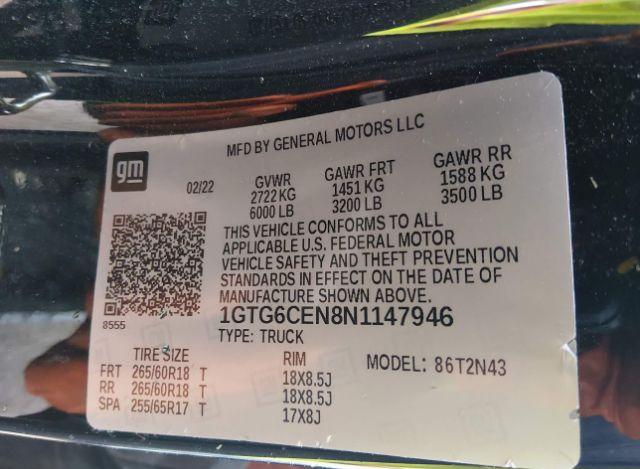 MFD BY GENERAL MOTORS LLC
gm
02/22 GVWR GAWR FRT GAWR RR
2722 KG 1451 KG 1588 KG
6000 LB 3200 LB 3500 LB
THIS VEHICLE CONFORMS TO ALL
APPLICABLE U.S. FEDERAL MOTOR
VEHICLE SAFETY AND THEFT PREVENTION
STANDARDS IN EFFECT ON THE DATE OF
MANUFACTURE SHOWN ABOVE.
8555
1GTG6CEN8N1147946
TYPE: TRUCK
TIRE SIZE RIM MODEL: 86T2N43
FRT 265/60R18 T 18X8.5J
RR 265/60R18 T 18X8.5J
SPA 255/65R17 T 17X8J